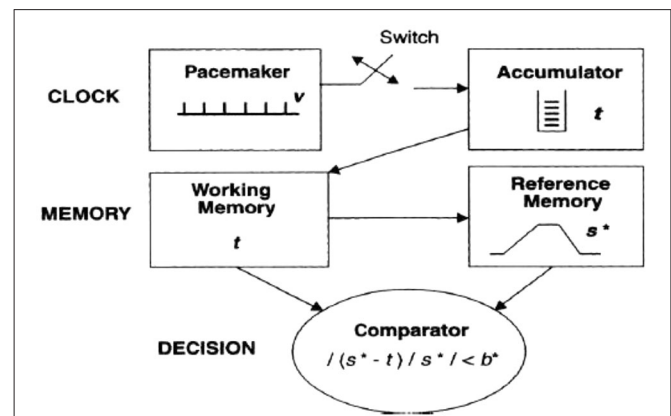 Switch
Pacemaker
v
CLOCK
Accumulator
t
MEMORY
Working
Memory
t
Reference
Memory
s*
DECISION
Comparator
/(s* - t) / s* / < b*